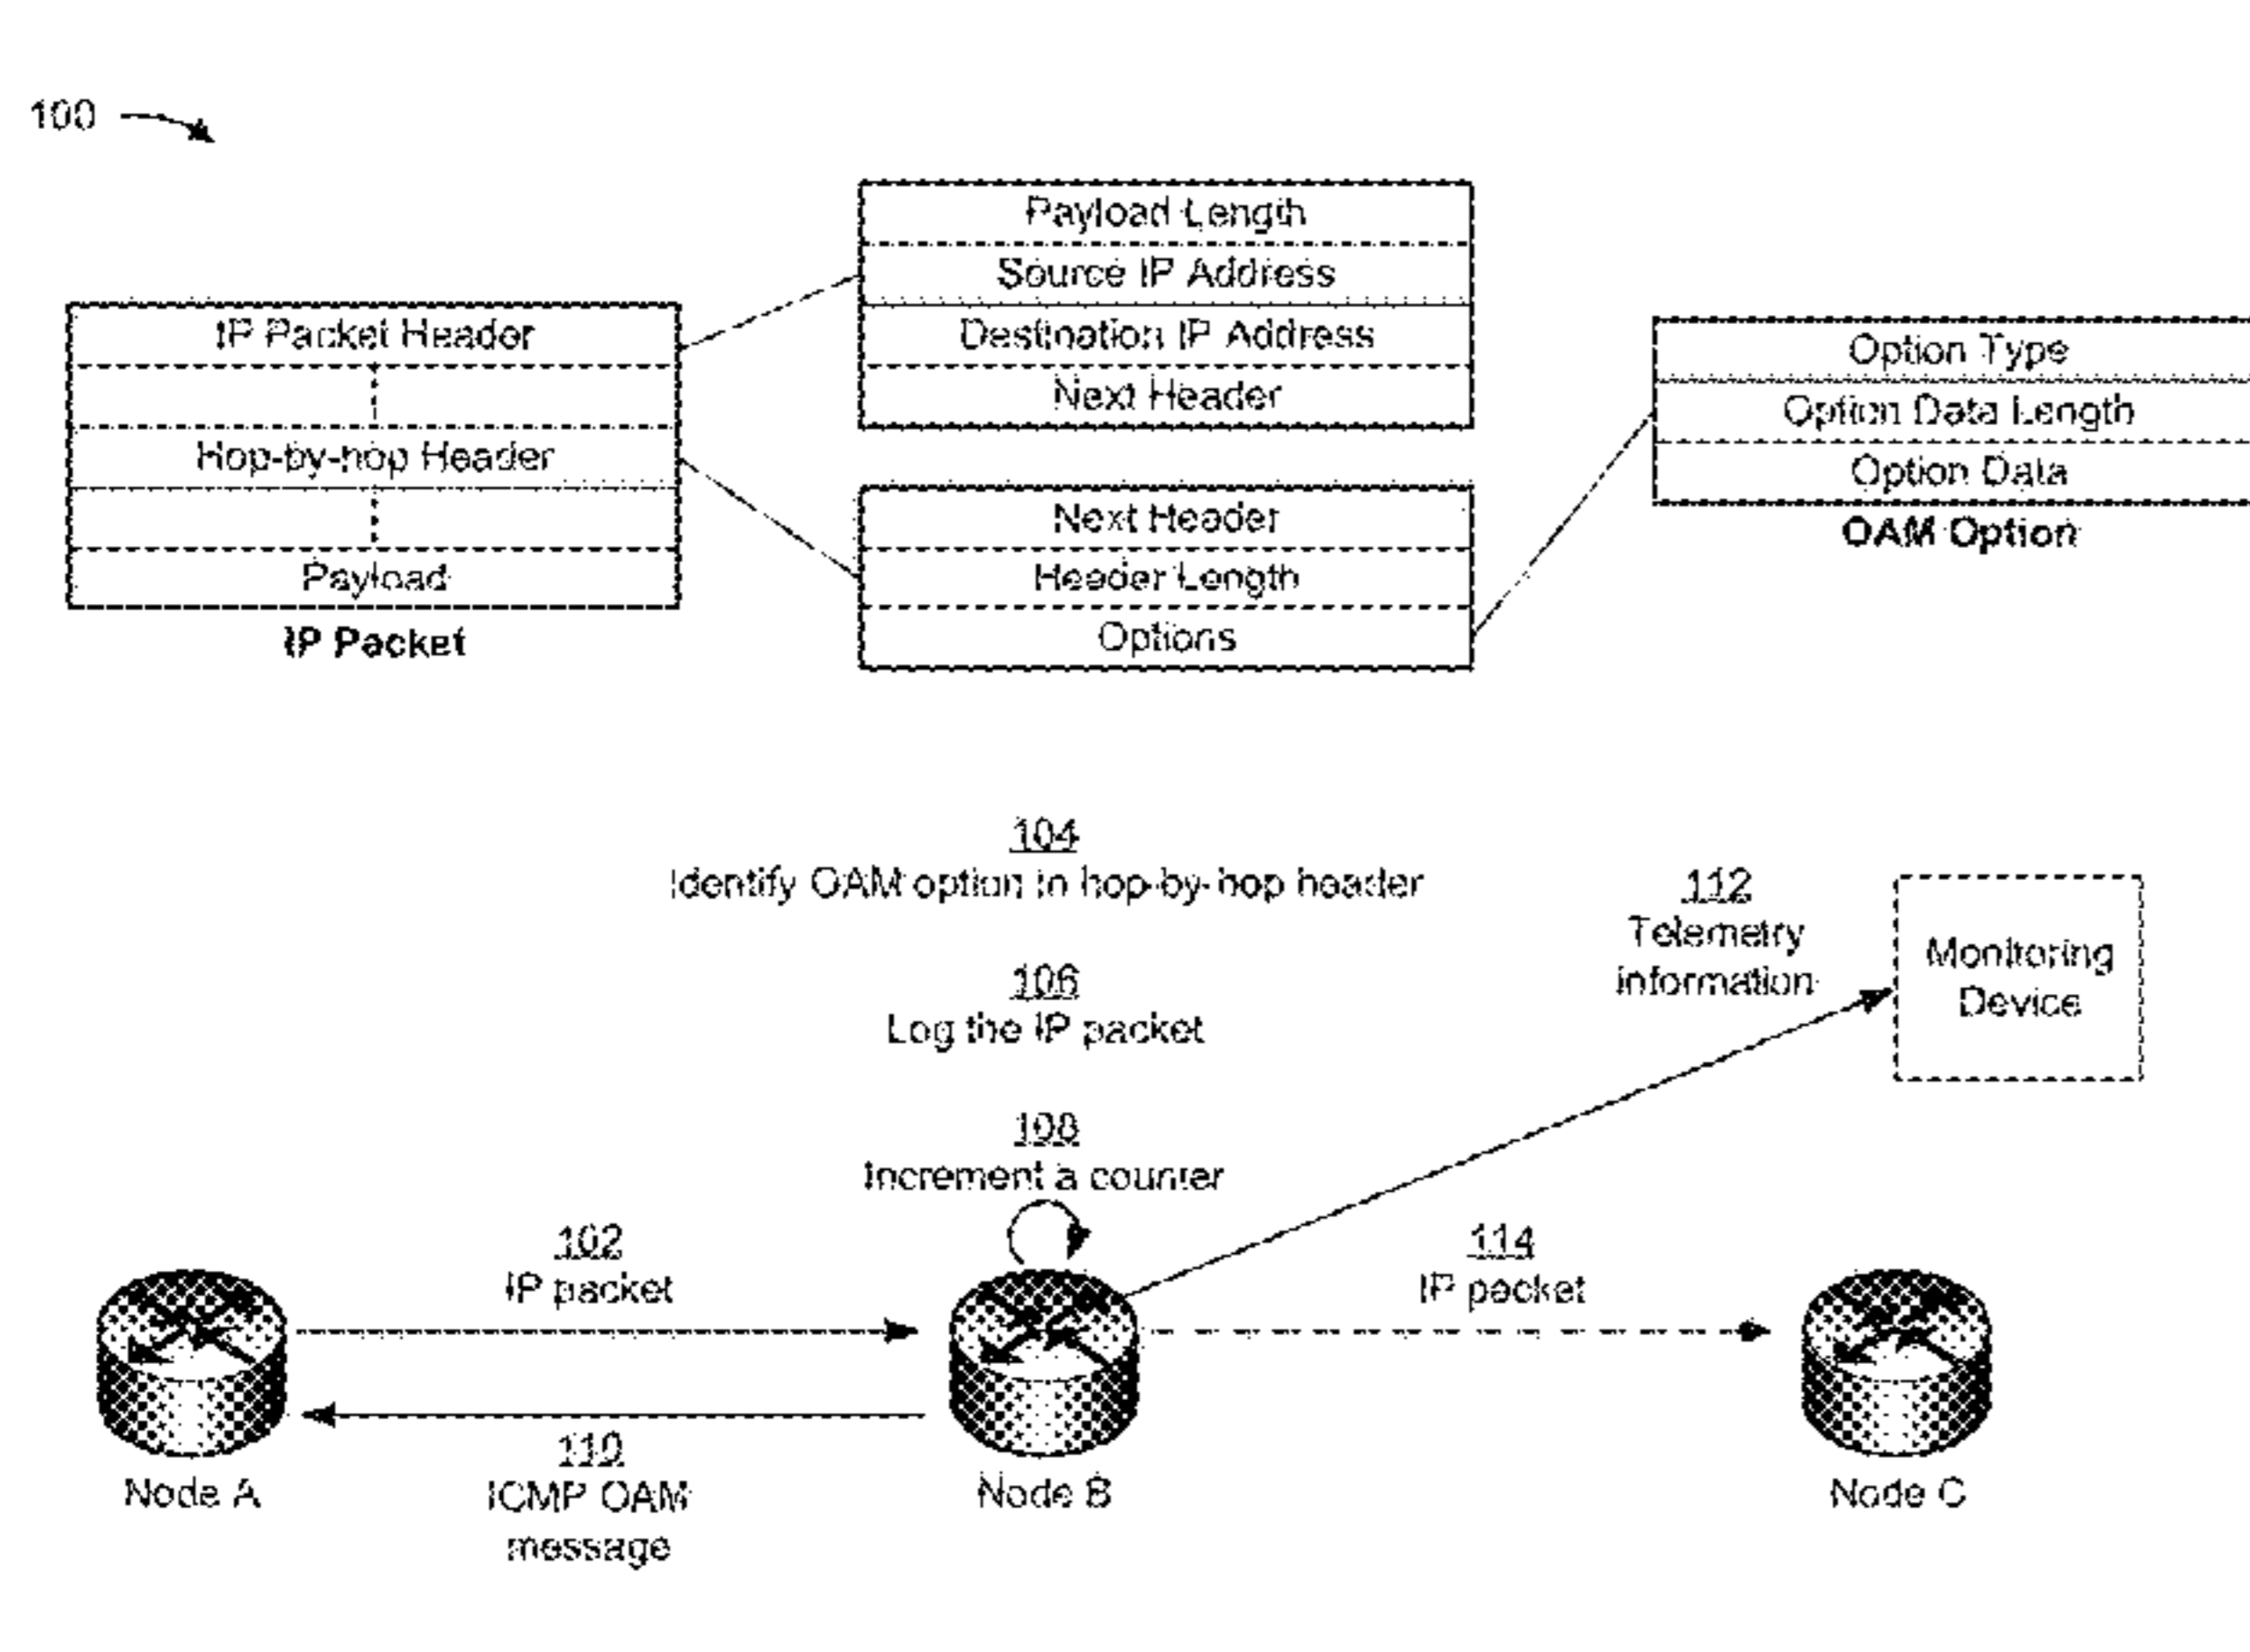 100
Payload Length
Source IP Address
Destination IP Address
Next Header
IP Packet Header
Hop-by-hop Header
Payload
IP Packet
Next Header
Header Length
Options
Option Type
Option Data Length
Option Data
OAM Option
104
Identify OAM option in hop-by-hop header
106
Log the IP packet
108
Increment a counter
112
Telemetry
information
Monitoring
Device
102
IP packet
114
IP packet
110
ICMP OAM
message
Node A
Node B
Node C